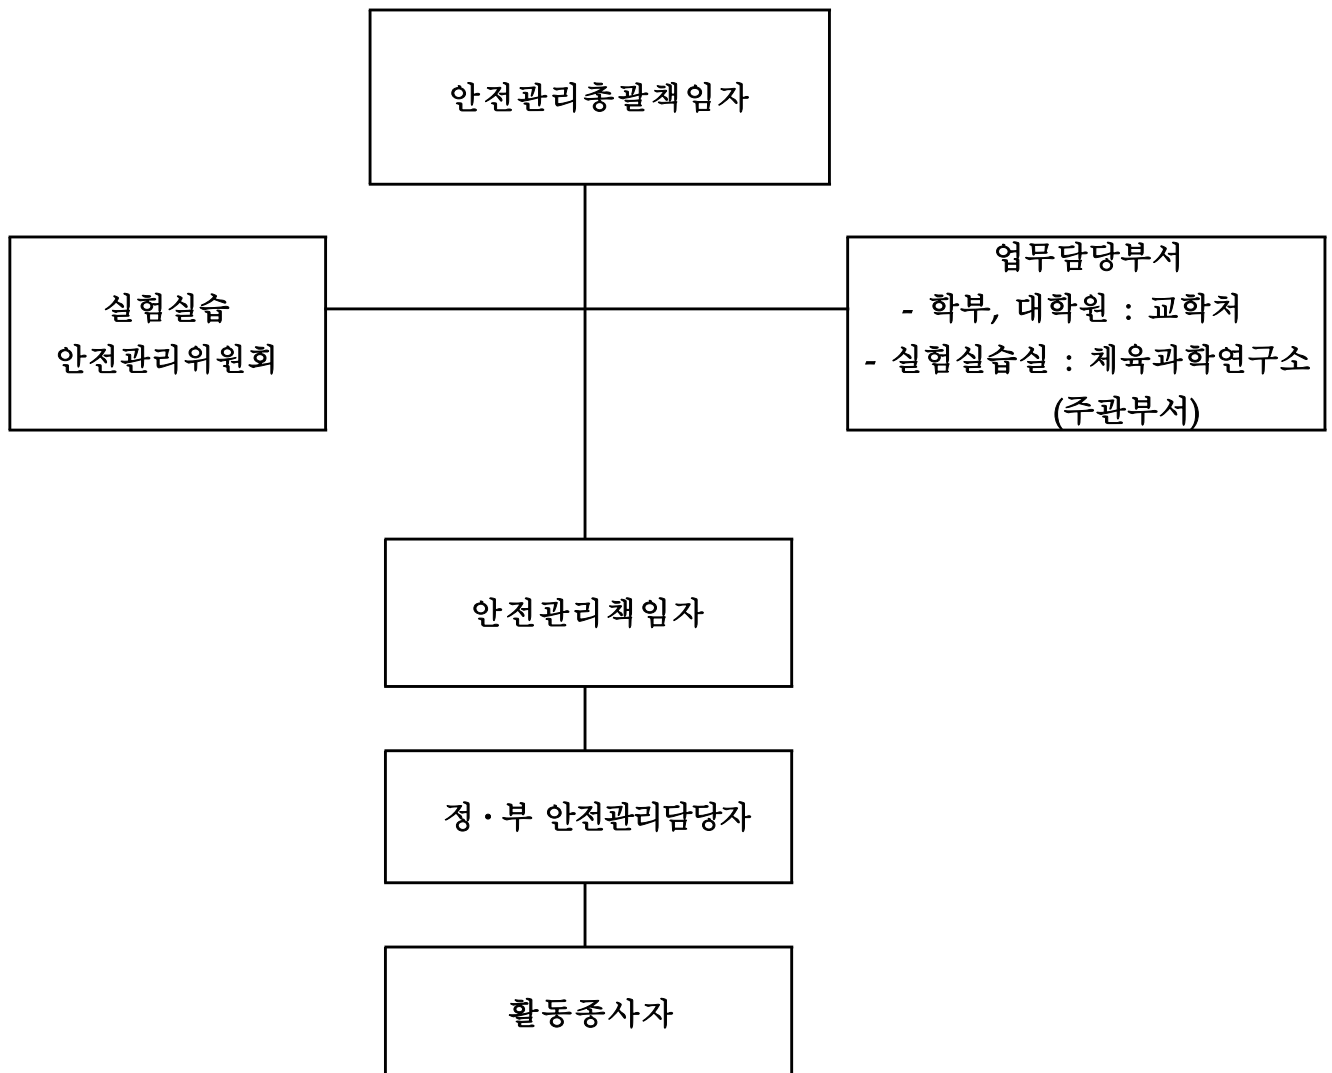 안전관리총괄책임자
실험실습
안전관리위원회
업무담당부서
- 학부, 대학원 : 교학처
- 실험실습실 : 체육과학연구소
(주관부서)
안전관리책임자
정·부 안전관리담당자
활동종사자